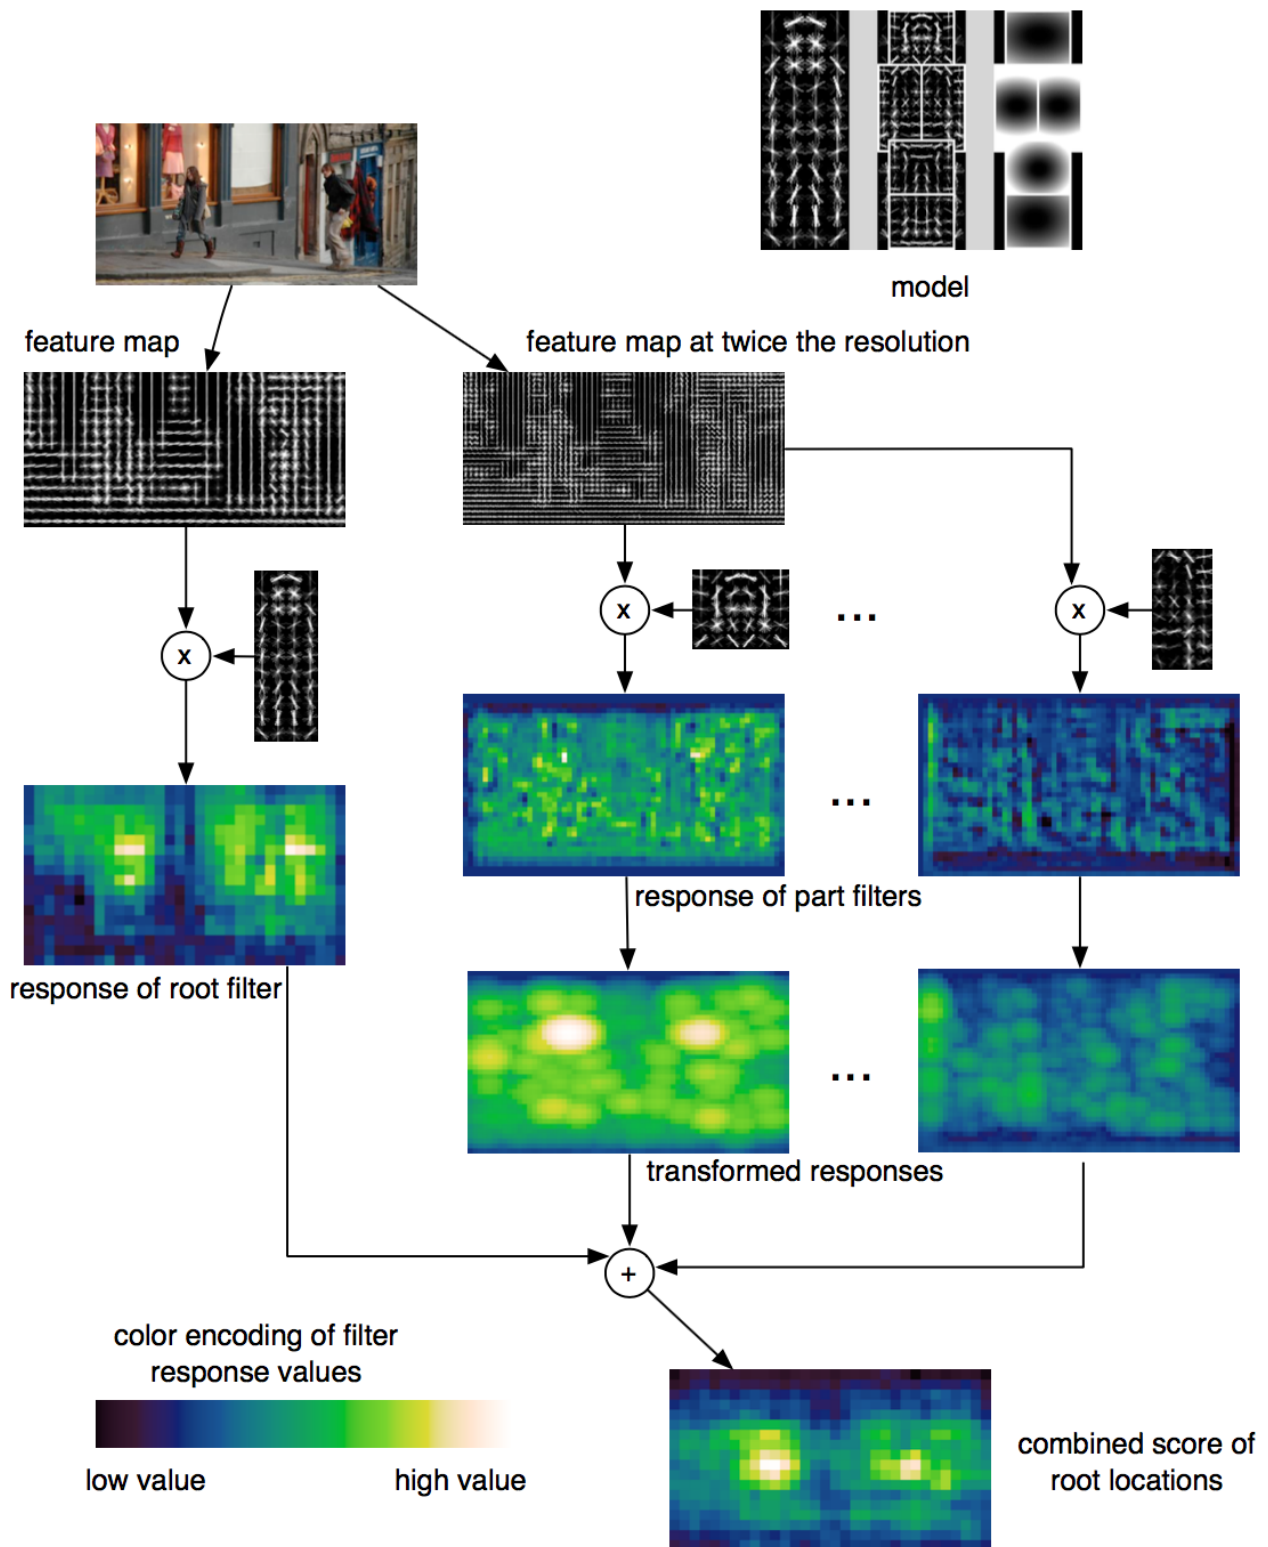 model
feature map
feature map at twice the resolution
x
...
x
x
...
response of part filters
response of root filter
...
transformed responses
+
color encoding of filter
response values
low value
high value
combined score of
root locations